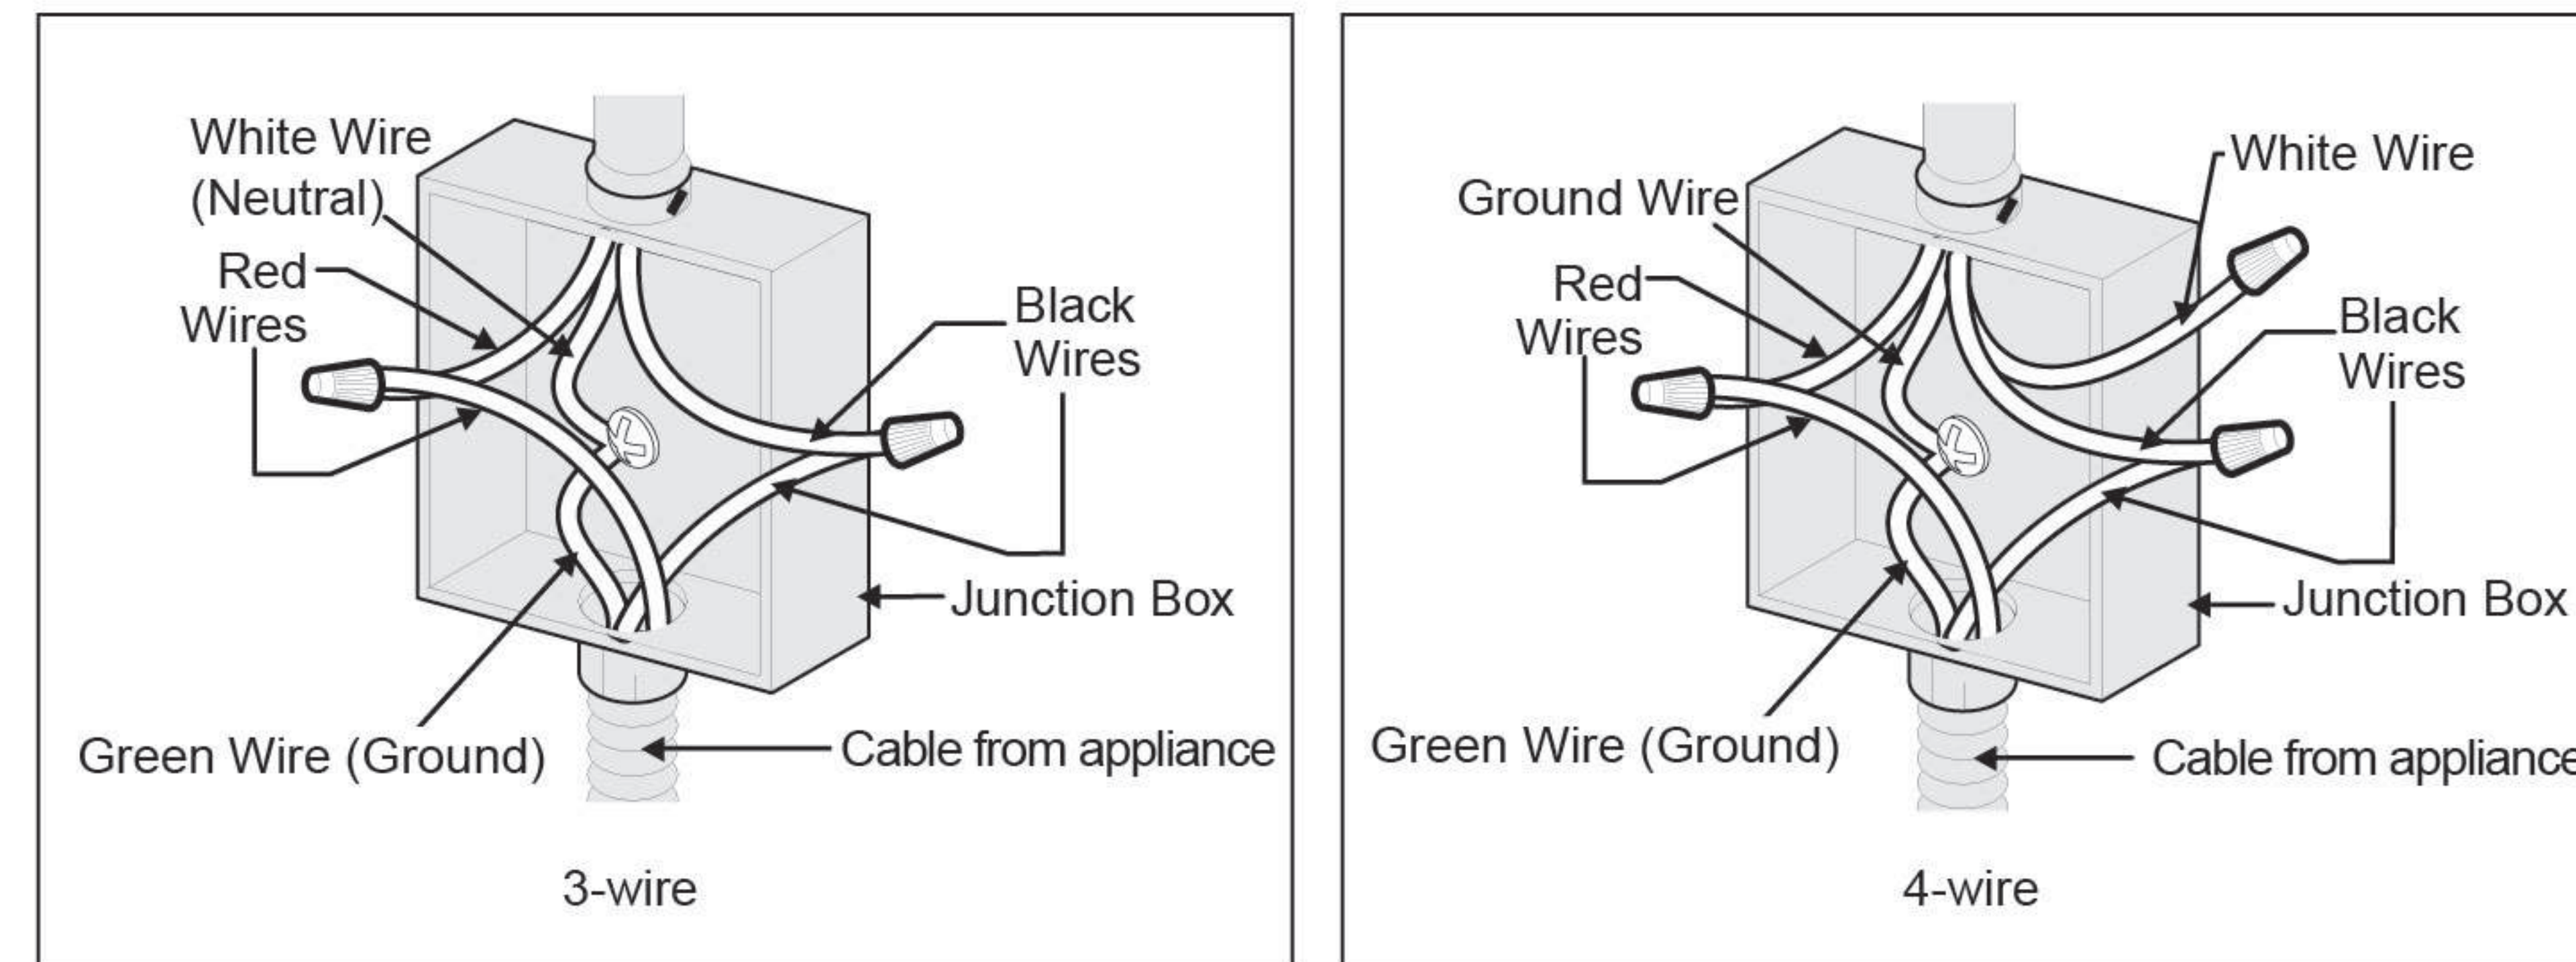 White Wire
(Neutral)
Red
Wires
Black
Wires
Junction Box
Green Wire (Ground)
Cable from appliance
3-wire
White Wire
Ground Wire
Red
Wires
Black
Wires
Junction Box
Green Wire (Ground)
Cable from appliance
4-wire